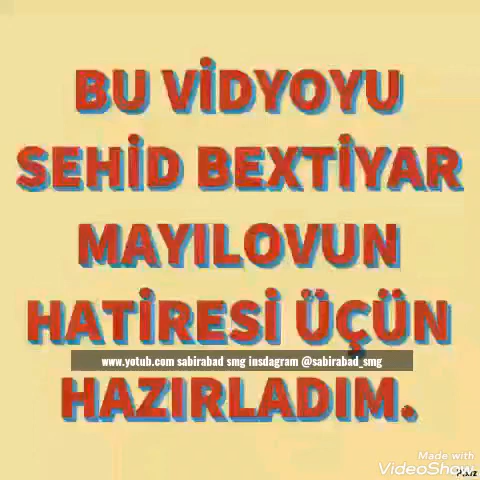 BU VİDYOYU
SEHİD BEXTİYAR
MAYILOVUN
HATİRESİ ÜÇÜN
www.yotub.com sabirabad smg insdagram @sabirabad_smg
HAZIRLADIM.
Made with
VideoShow